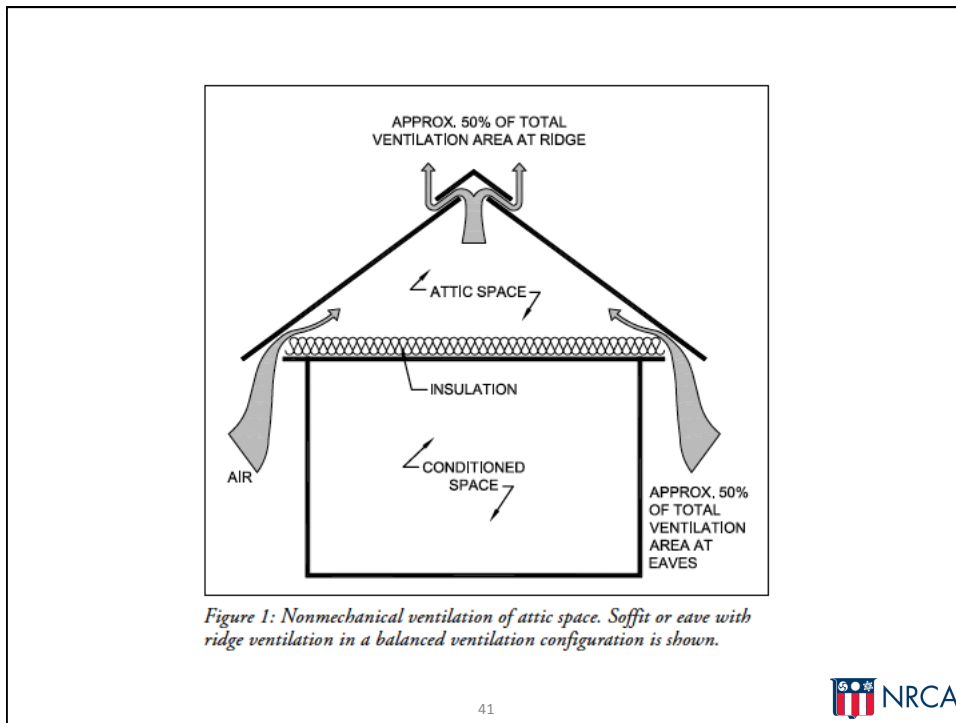 APPROX. 50% OF TOTAL
VENTILATION AREA AT RIDGE
ATTIC SPACE
INSULATION
AIR
CONDITIONED
SPACE
APPROX. 50%
OF TOTAL
VENTILATION
AREA AT
EAVES
Figure 1: Nonmechanical ventilation of attic space. Soffit or eave with
ridge ventilation in a balanced ventilation configuration is shown.
41
NRCA